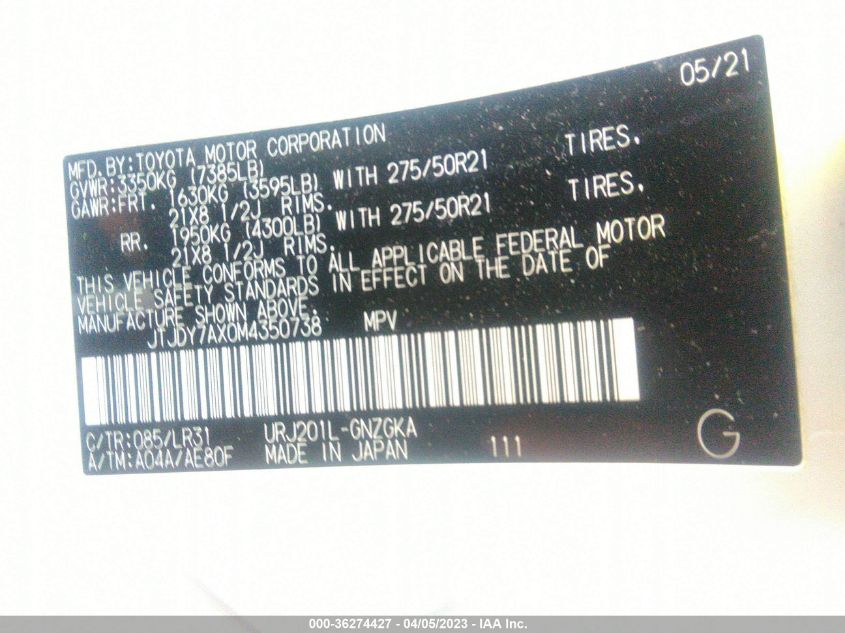 05/21
MFD.BY:TOYOTA MOTOR CORPORATION
GVWR:3350KG (7385LB)
GAWR:FRT. 1630KG (3595LB) WITH 275/50R21 TIRES.
21X8 1/2J RIMS.
RR. 1950KG (4300LB) WITH 275/50R21 TIRES.
21X8 1/2J RIMS.
THIS VEHICLE CONFORMS TO ALL APPLICABLE FEDERAL MOTOR
VEHICLE SAFETY STANDARDS IN EFFECT ON THE DATE OF
MANUFACTURE SHOWN ABOVE.
JTJDY7AX0M4350738 MPV
C/TR:085/LR31 URJ201L-GNZGKA
A/TM:A04A/AE80F MADE IN JAPAN 111 G
000-36274427 - 04/05/2023 - IAA Inc.